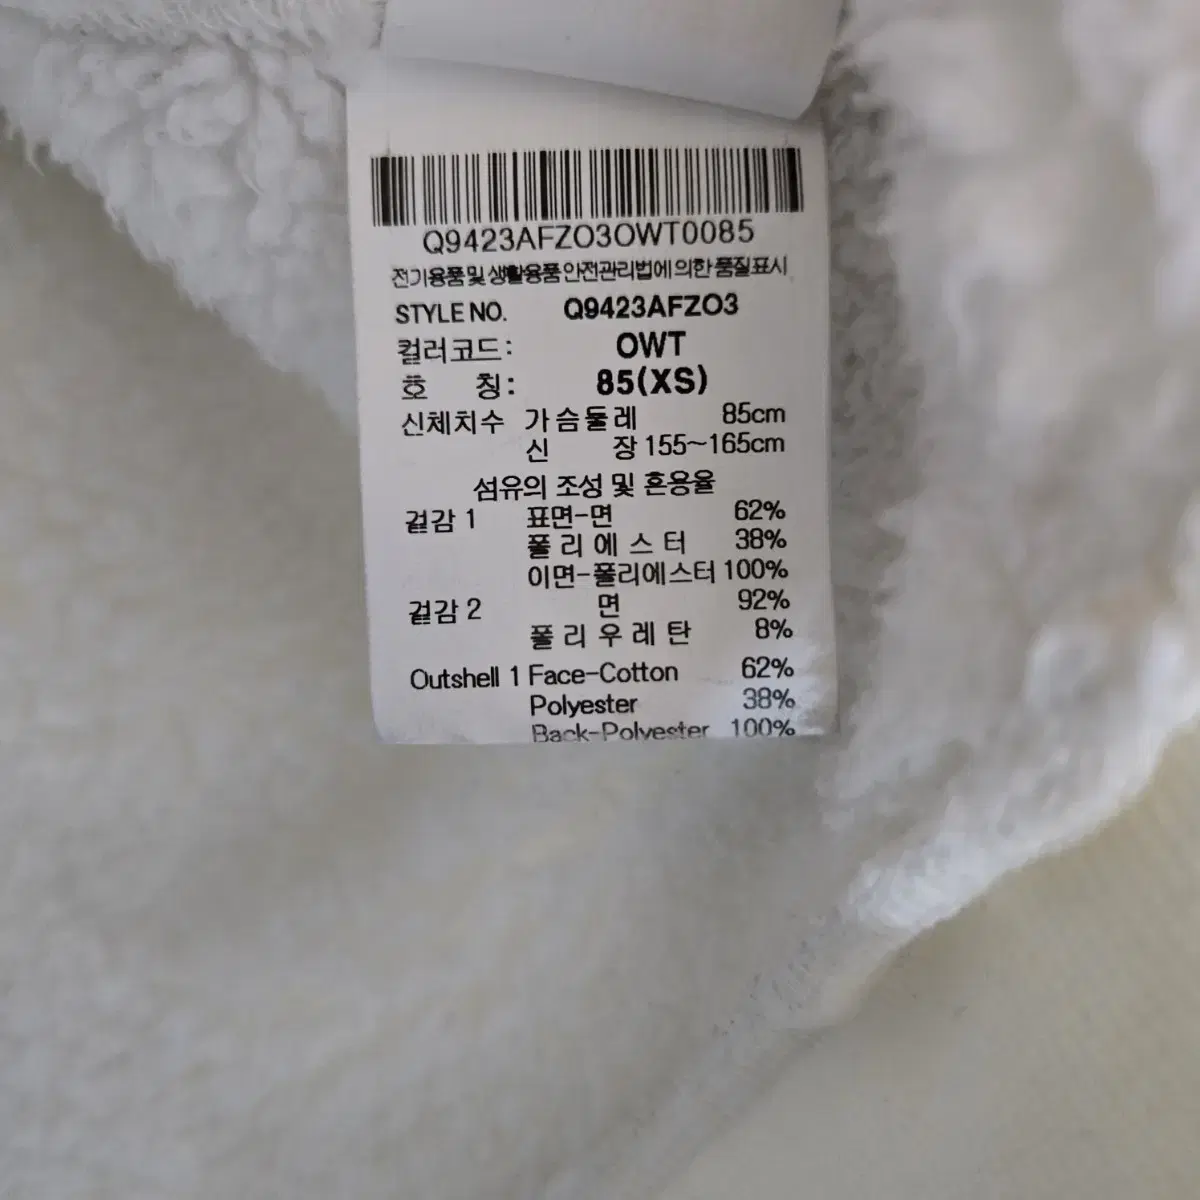 Q9423AFZO3OWT0085
전기용품 및 생활용품 안전관리법에 의한 품질표시
STYLE NO. Q9423AFZO3
컬러코드: OWT
호 칭: 85(XS)
신체치수 가슴둘레 85cm
신 장 155~165cm
섬유의 조성 및 혼용율
겉감 1 표면-면 62%
폴리에스터 38%
이면-폴리에스터 100%
겉감 2 면 92%
폴리우레탄 8%
Outshell 1 Face-Cotton 62%
Polyester 38%
Back-Polyester 100%